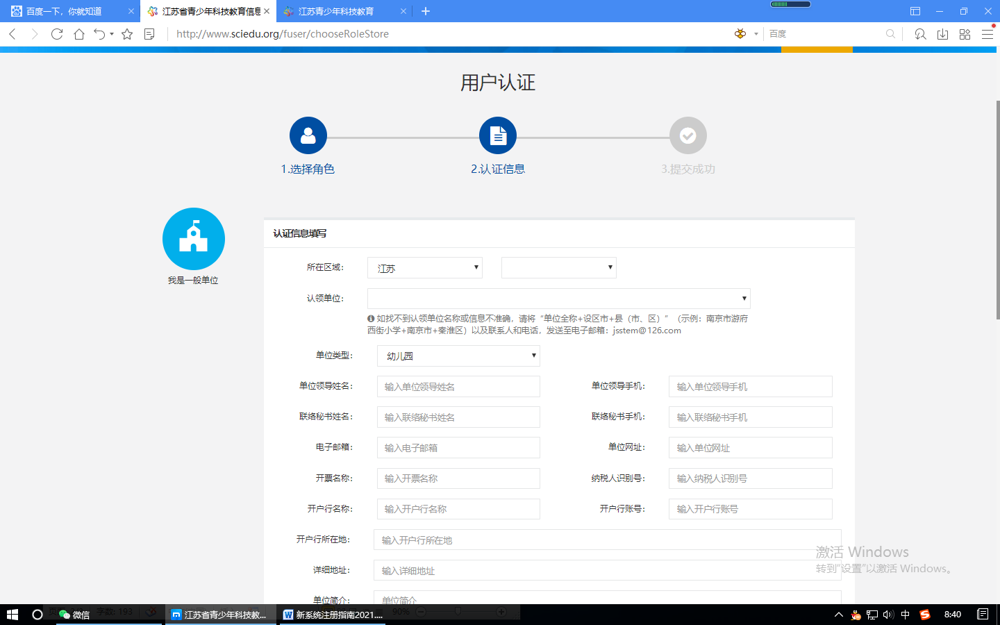 百度一下，你就知道
江苏省青少年科技教育信息
江苏青少年科技教育
http://www.sciedu.org/fuser/chooseRoleStore
百度
用户认证
1.选择角色
2.认证信息
3.提交成功
我是一般单位
认证信息填写
所在区域：
江苏
认领单位：
如找不到认领单位名称或信息不准确，请将“单位全称+设区市+县（市、区）”（示例：南京市游府
西街小学+南京市+秦淮区）以及联系人和电话，发送至电子邮箱：jsstem@126.com
单位类型：
幼儿园
单位领导姓名：
输入单位领导姓名
单位领导手机：
输入单位领导手机
联络秘书姓名：
输入联络秘书姓名
联络秘书手机：
输入联络秘书手机
电子邮箱：
输入电子邮箱
单位网址：
输入单位网址
开票名称：
输入开票名称
纳税人识别号：
输入纳税人识别号
开户行名称：
输入开户行名称
开户行账号：
输入开户行账号
开户行所在地：
输入开户行所在地
详细地址：
输入详细地址
单位简介：
单位简介
激活 Windows
转到“设置”以激活 Windows。
微信
字数: 193
江苏省青少年科技教...
新系统注册指南2021....
90%
中
8:40